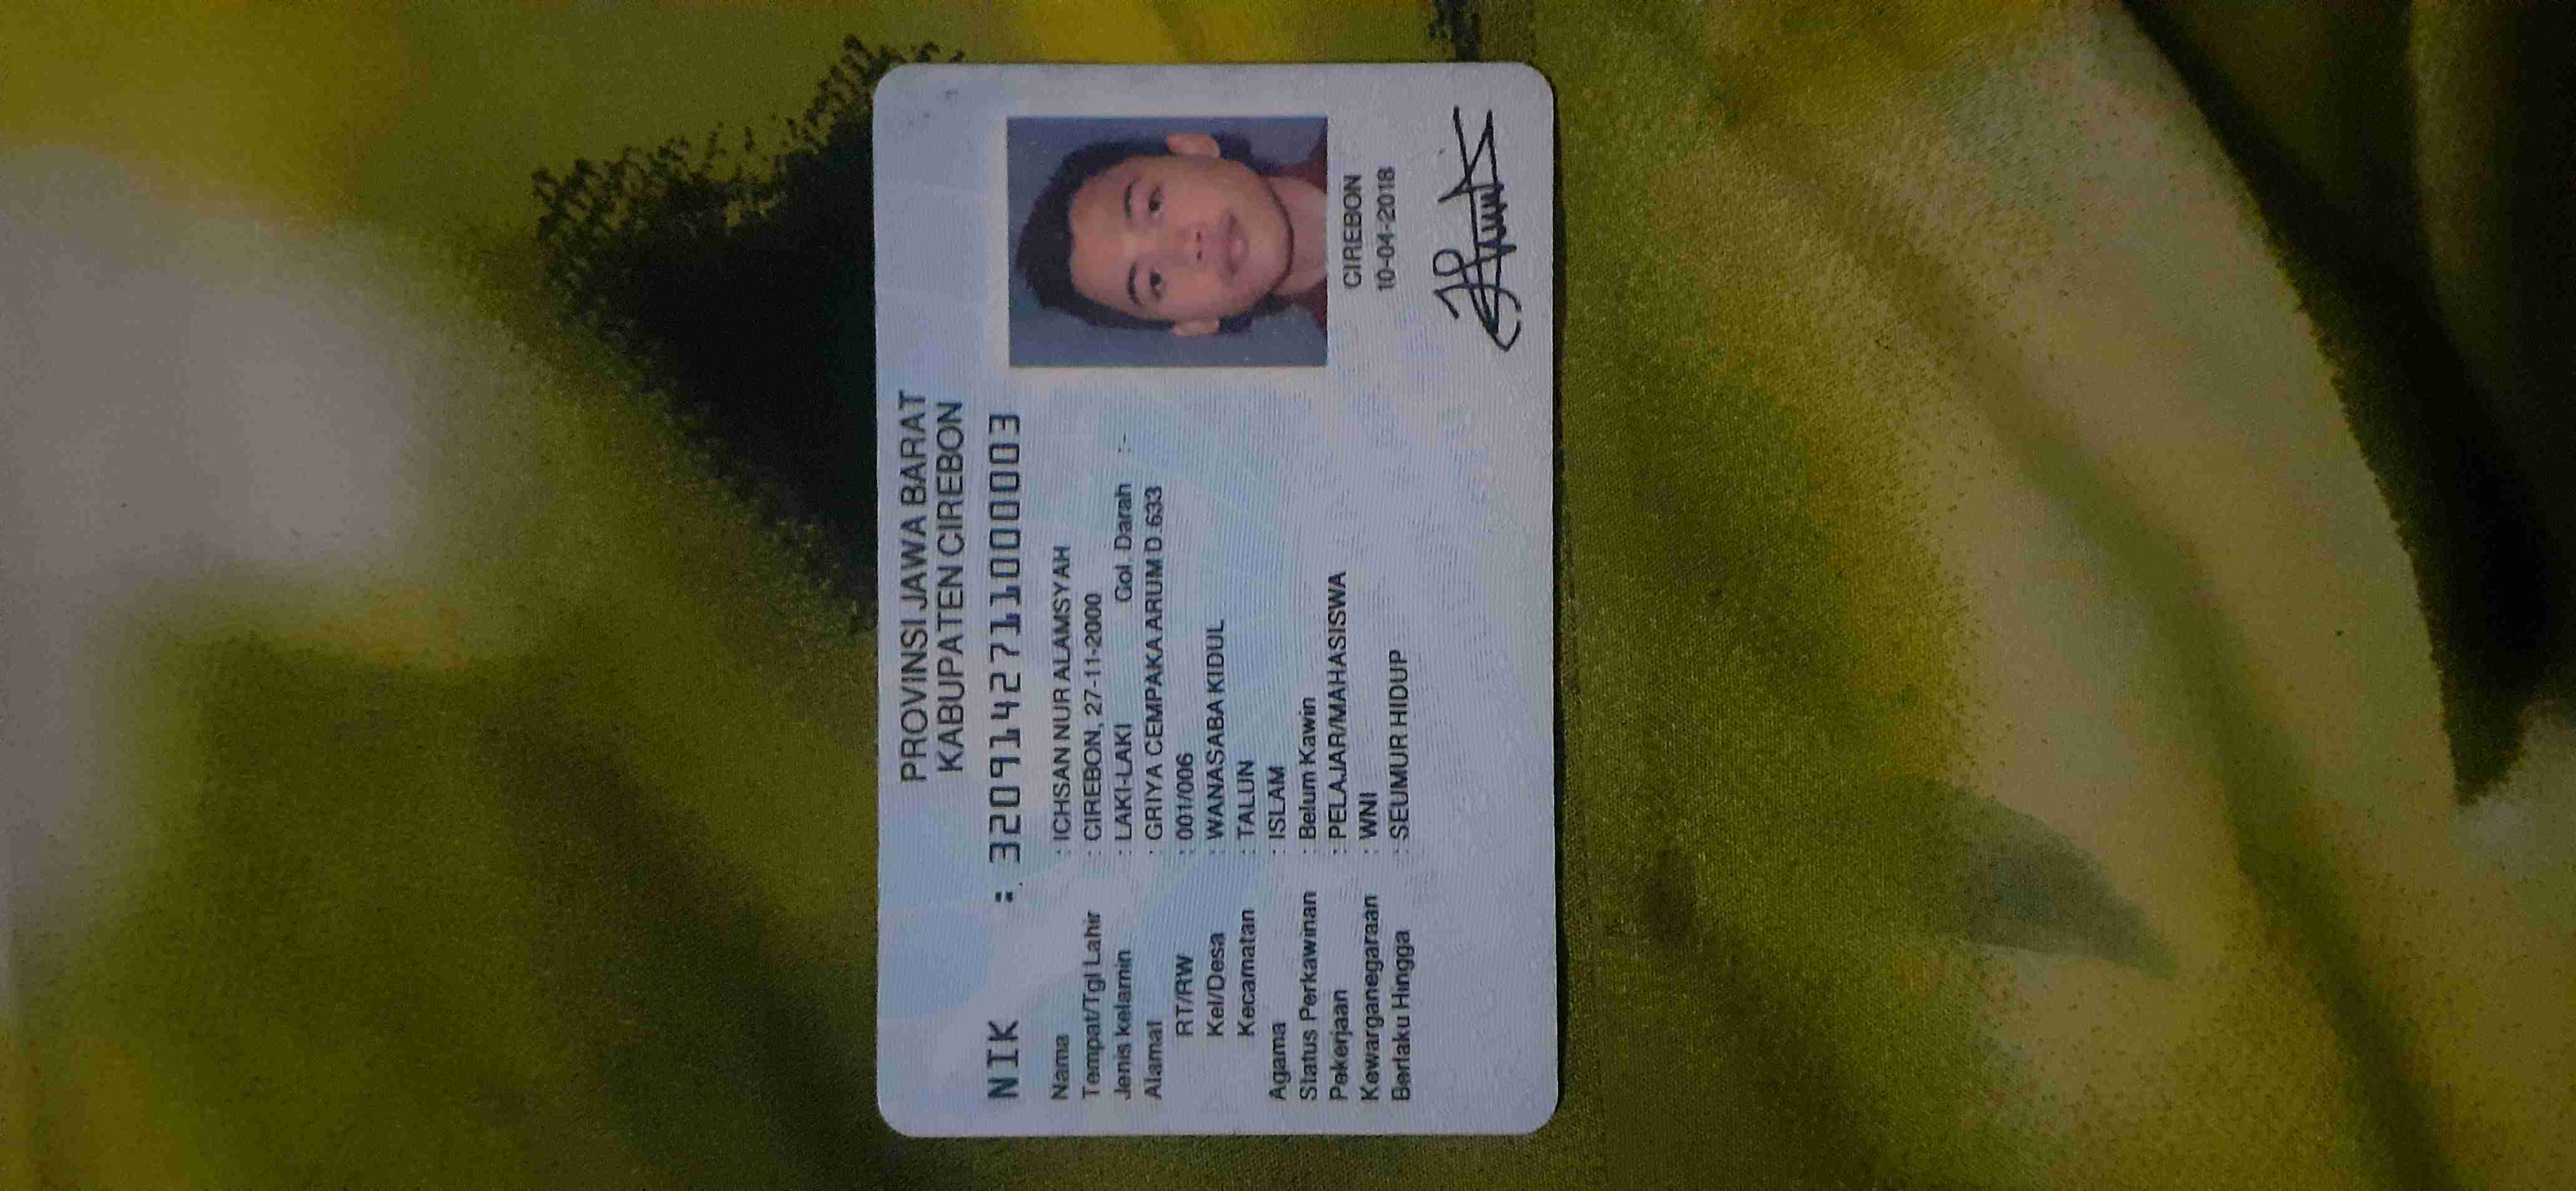 PROVINSI JAWA BARAT
KABUPATEN CIREBON
NIK : 3209142711000003
Nama : ICHSAN NUR ALAMSYAH
Tempat/Tgl Lahir : CIREBON, 27-11-2000
Jenis kelamin : LAKI-LAKI Gol. Darah : -
Alamat : GRIYA CEMPAKA ARUM D.633
RT/RW : 001/006
Kel/Desa : WANASABA KIDUL
Kecamatan : TALUN
Agama : ISLAM
Status Perkawinan : Belum Kawin
Pekerjaan : PELAJAR/MAHASISWA
Kewarganegaraan : WNI
Berlaku Hingga : SEUMUR HIDUP
CIREBON
10-04-2018